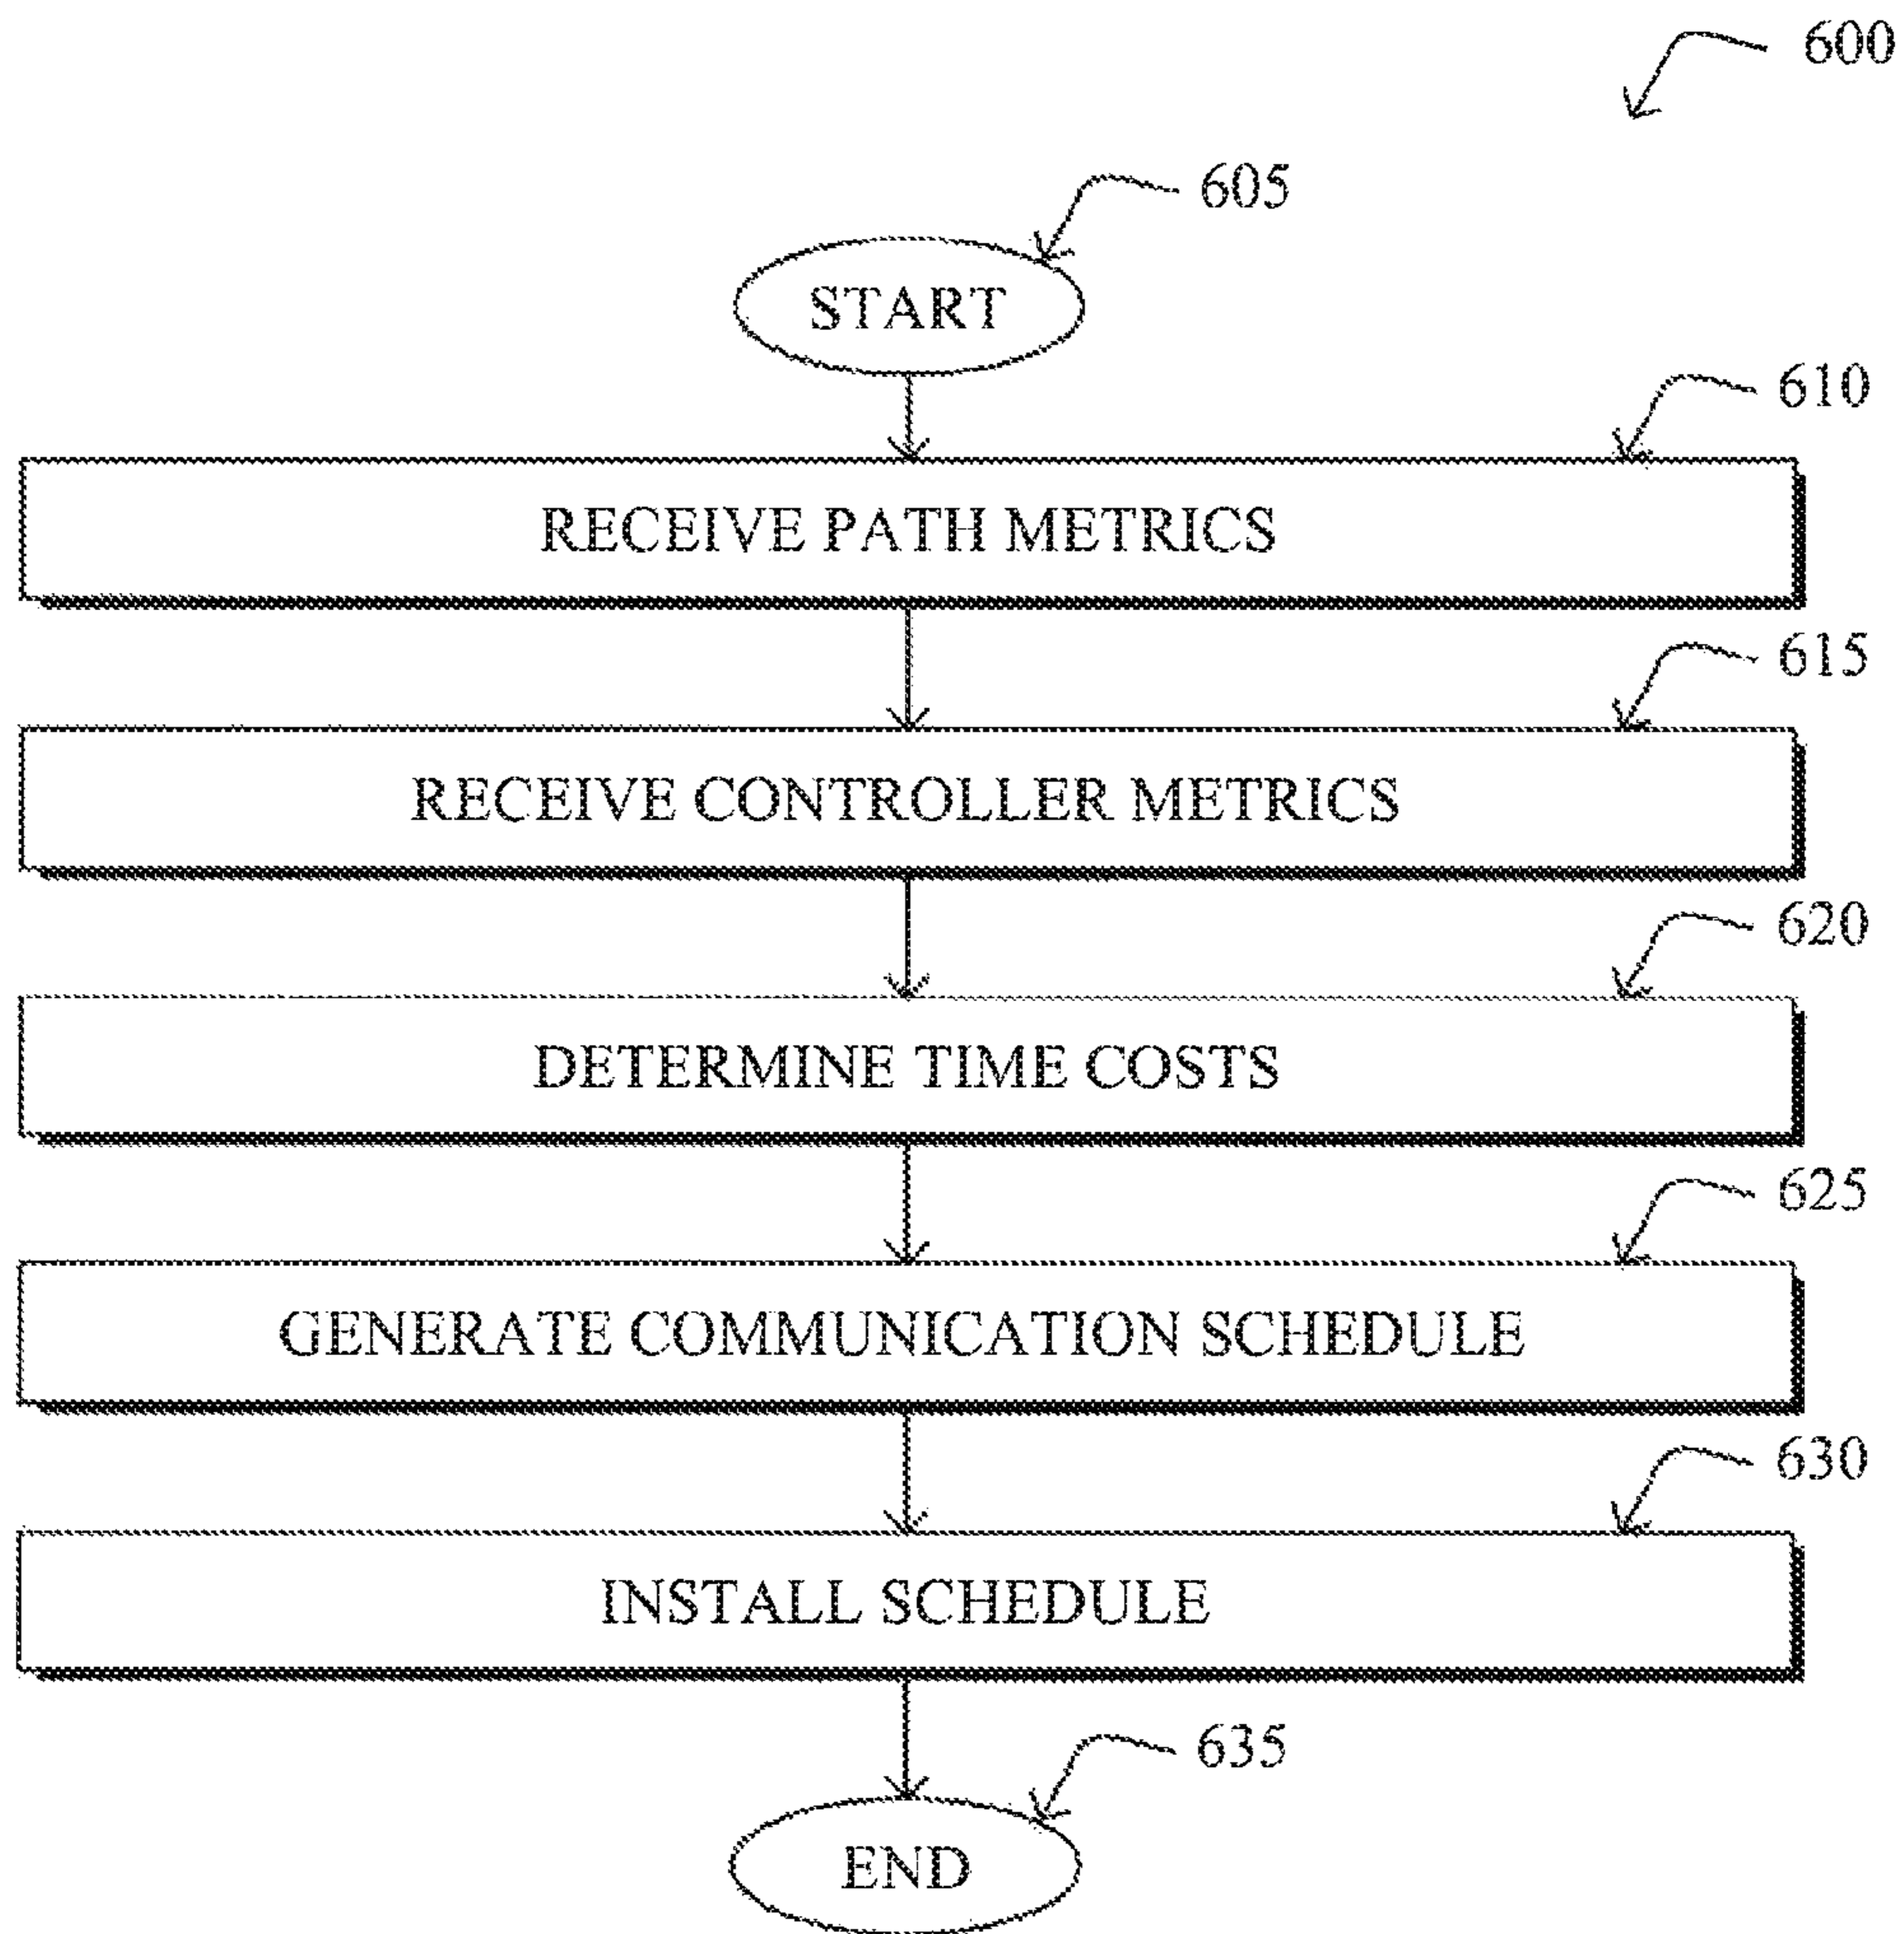 600
605
START
610
RECEIVE PATH METRICS
615
RECEIVE CONTROLLER METRICS
620
DETERMINE TIME COSTS
625
GENERATE COMMUNICATION SCHEDULE
630
INSTALL SCHEDULE
635
END